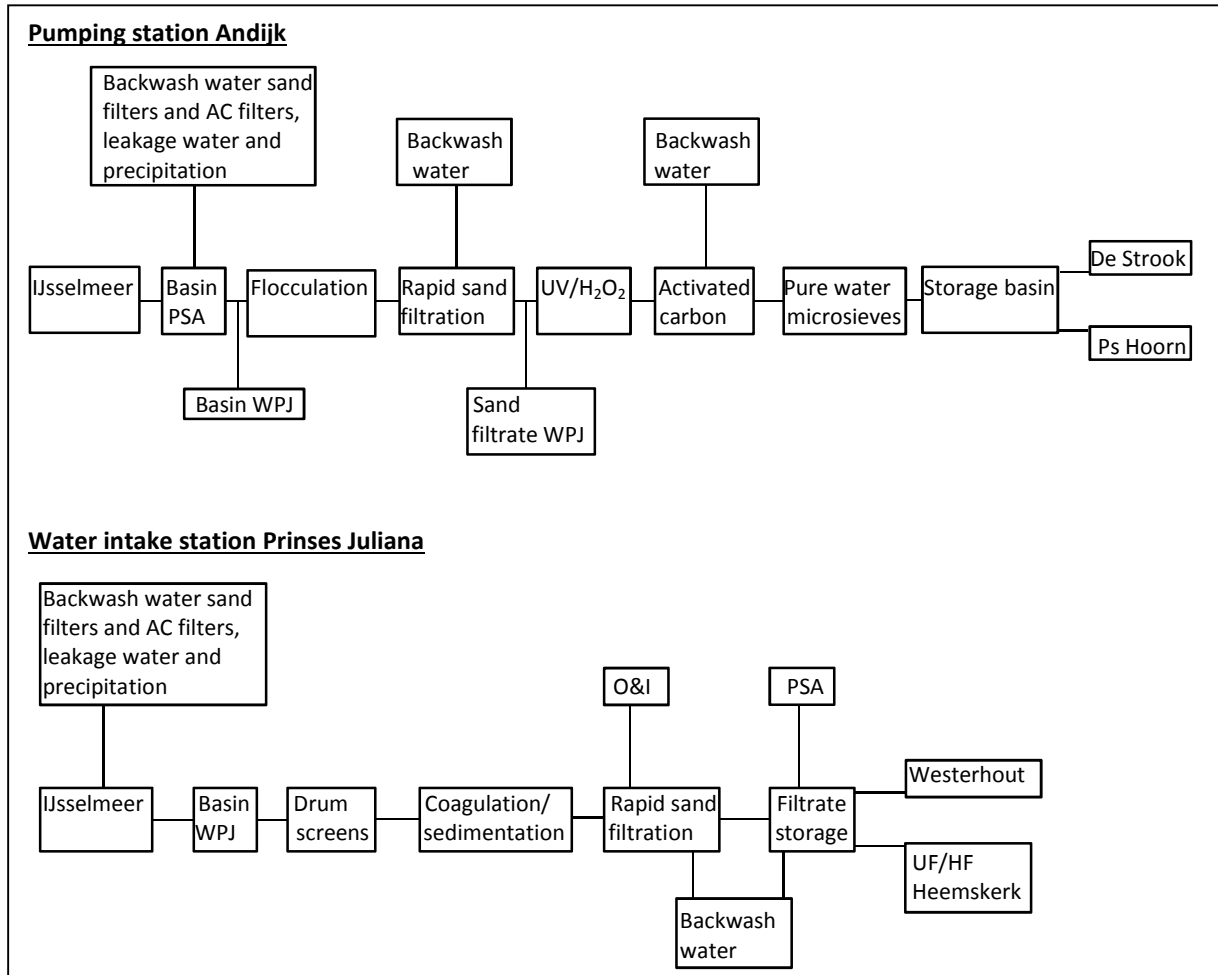 Pumping station Andijk
Backwash water sand
filters and AC filters,
leakage water and
precipitation
Backwash
water
Backwash
water
IJsselmeer
Basin
PSA
Flocculation
Rapid sand
filtration
UV/H₂O₂
Activated
carbon
Pure water
microsieves
Storage basin
De Strook
Ps Hoorn
Basin WPJ
Sand
filtrate WPJ
Water intake station Prinses Juliana
Backwash water sand
filters and AC filters,
leakage water and
precipitation
O&I
PSA
IJsselmeer
Basin
WPJ
Drum
screens
Coagulation/
sedimentation
Rapid sand
filtration
Filtrate
storage
Westerhout
UF/HF
Heemskerk
Backwash
water